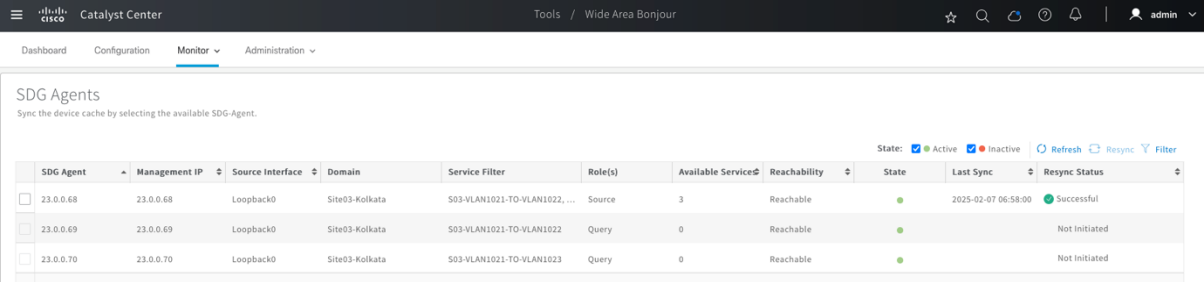 cisco Catalyst Center Tools / Wide Area Bonjour admin
Dashboard Configuration Monitor Administration
SDG Agents
Sync the device cache by selecting the available SDG-Agent.
State: Active Inactive Refresh Resync Filter
SDG Agent Management IP Source Interface Domain Service Filter Role(s) Available Services Reachability State Last Sync Resync Status
23.0.0.68 23.0.0.68 Loopback0 Site03-Kolkata S03-VLAN1021-TO-VLAN1022, ... Source 3 Reachable 2025-02-07 06:58:00 Successful
23.0.0.69 23.0.0.69 Loopback0 Site03-Kolkata S03-VLAN1021-TO-VLAN1022 Query 0 Reachable Not Initiated
23.0.0.70 23.0.0.70 Loopback0 Site03-Kolkata S03-VLAN1021-TO-VLAN1023 Query 0 Reachable Not Initiated